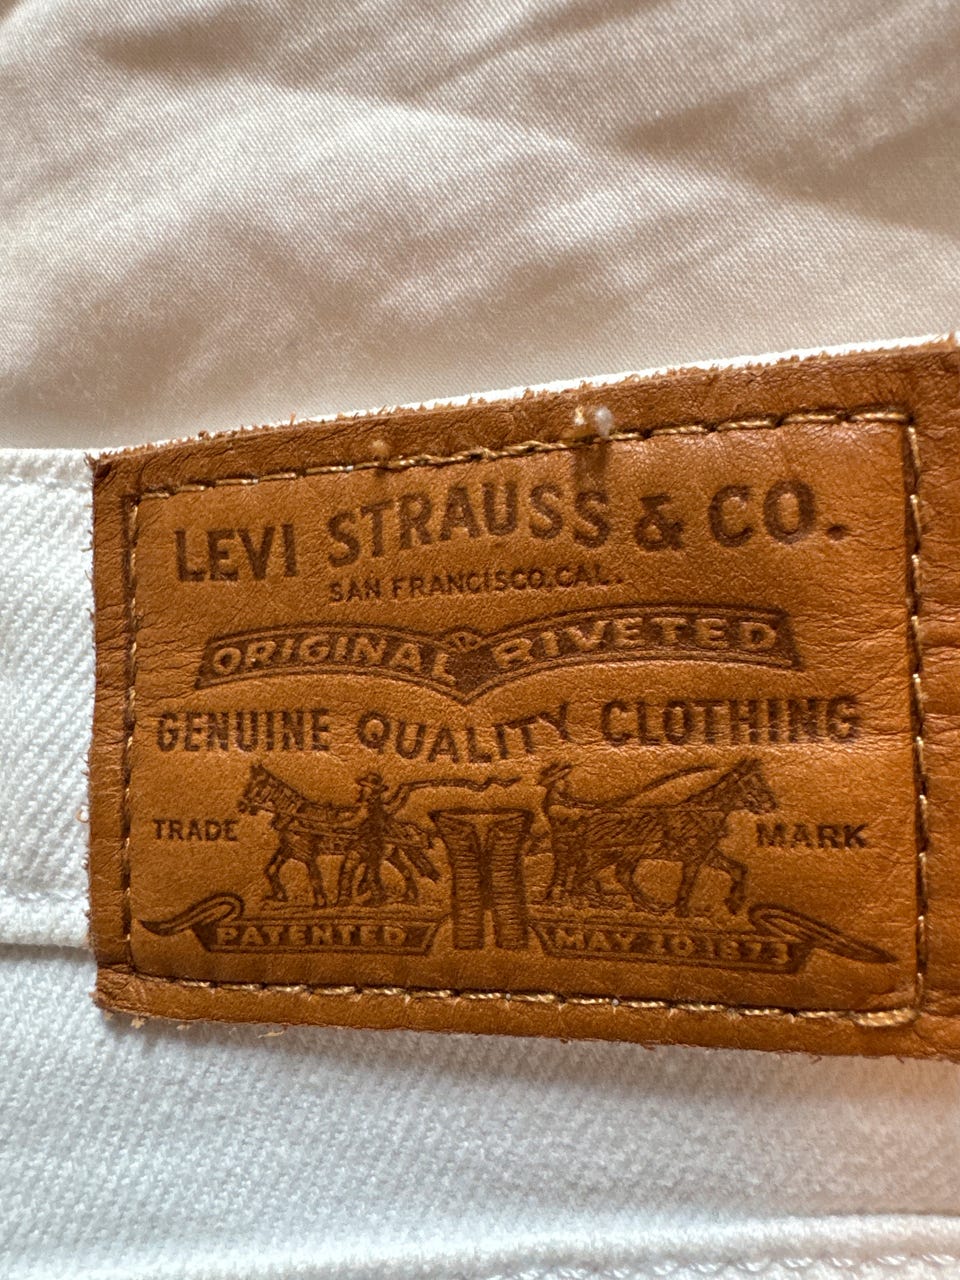 LEVI STRAUSS & CO.
SAN FRANCISCO, CAL.
ORIGINAL RIVETED
GENUINE QUALITY CLOTHING
TRADE MARK
PATENTED MAY 20 1873